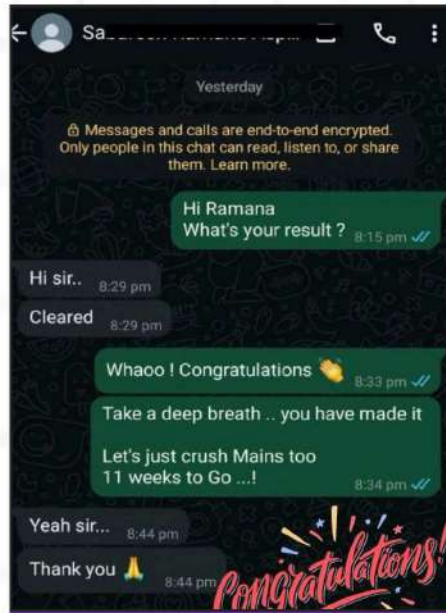 Yesterday
Messages and calls are end-to-end encrypted.
Only people in this chat can read, listen to, or share
them. Learn more.
Hi Ramana
What's your result ?
8:15 pm
Hi sir..
8:29 pm
Cleared
8:29 pm
Whaoo ! Congratulations 👏
8:33 pm
Take a deep breath .. you have made it
Let's just crush Mains too
11 weeks to Go ...!
8:34 pm
Yeah sir...
8:44 pm
Thank you 🙏
8:44 pm
Congratulations!